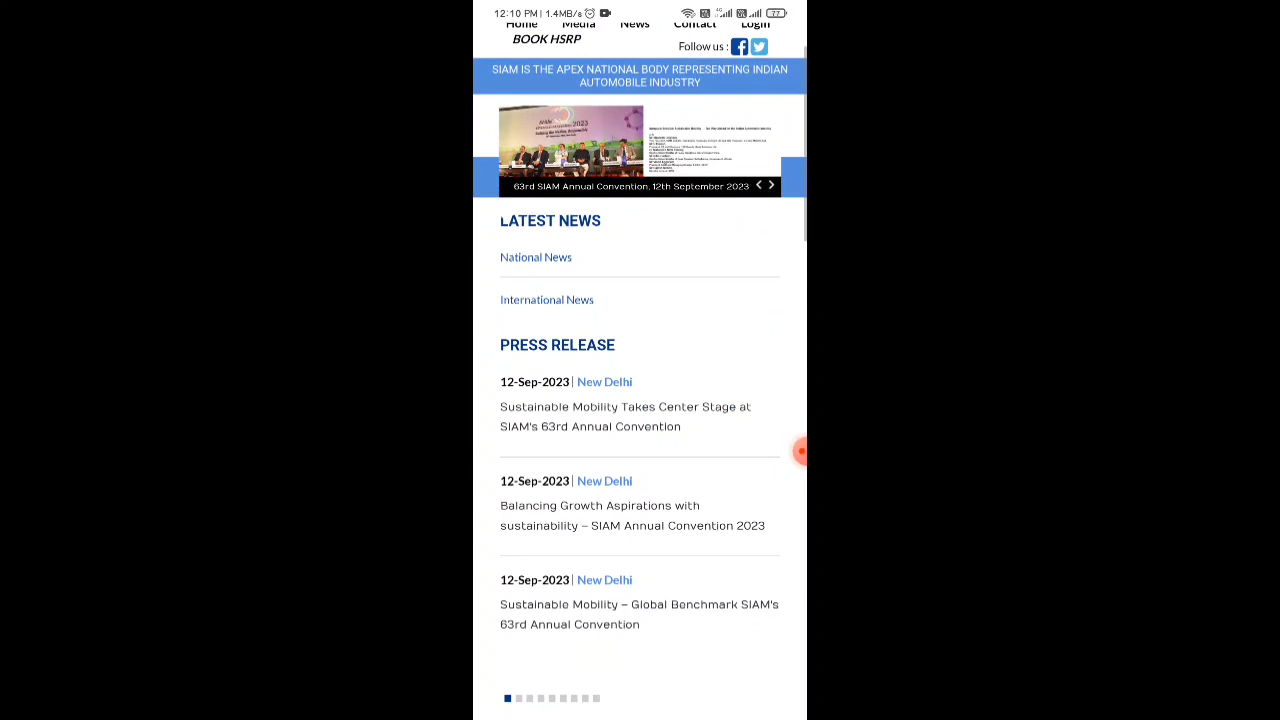 12:10 PM | 1.4MB/s
4G
77
Home Media News Contact Login
BOOK HSRP
Follow us :
SIAM IS THE APEX NATIONAL BODY REPRESENTING INDIAN
AUTOMOBILE INDUSTRY
2023
63rd SIAM Annual Convention, 12th September 2023
LATEST NEWS
National News
International News
PRESS RELEASE
12-Sep-2023 | New Delhi
Sustainable Mobility Takes Center Stage at
SIAM's 63rd Annual Convention
12-Sep-2023 | New Delhi
Balancing Growth Aspirations with
sustainability – SIAM Annual Convention 2023
12-Sep-2023 | New Delhi
Sustainable Mobility – Global Benchmark SIAM's
63rd Annual Convention